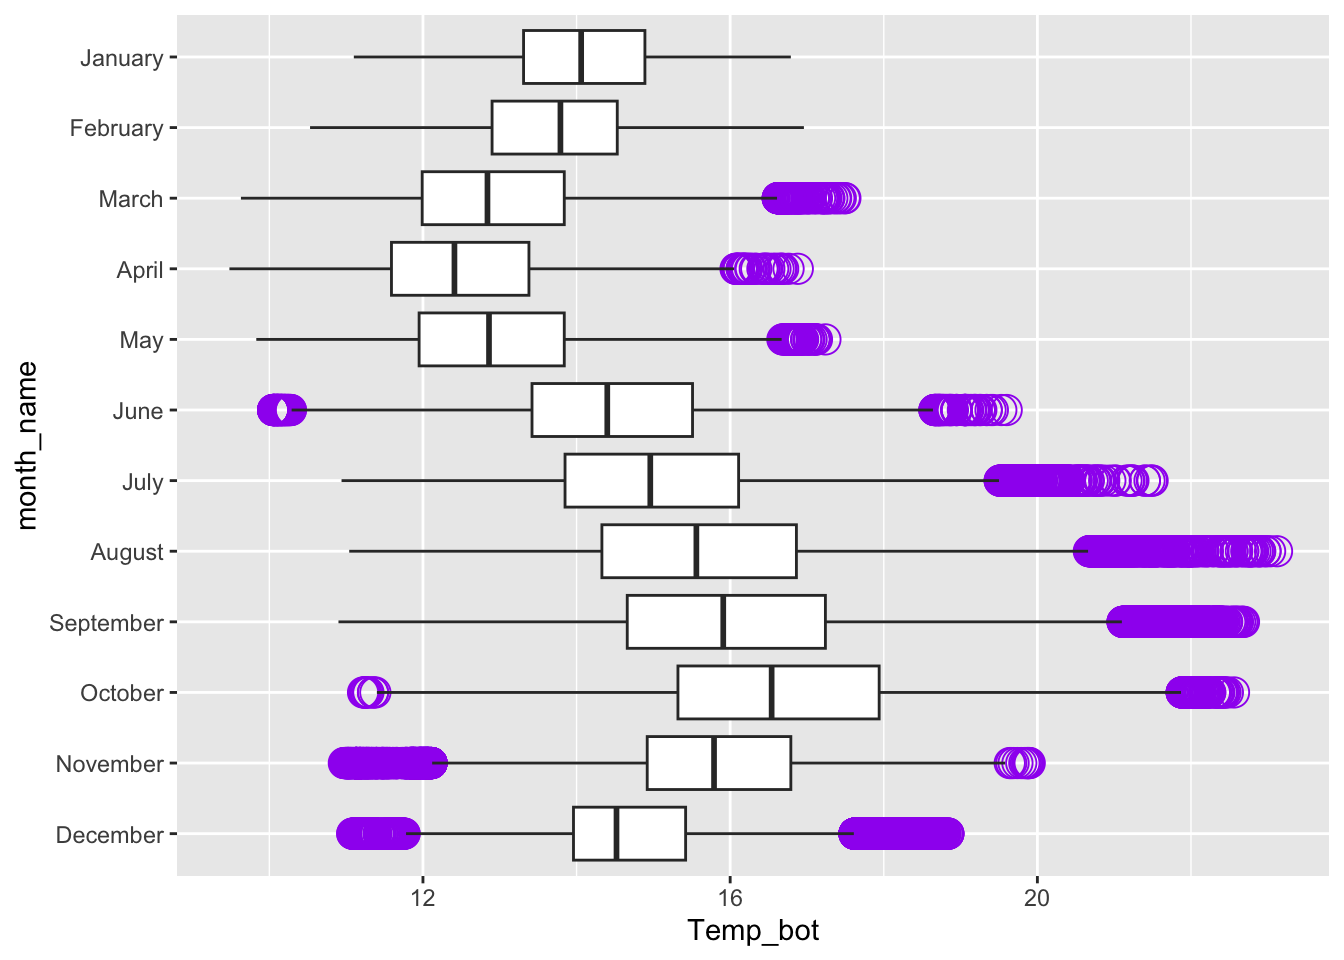 month_name
January
February
March
April
May
June
July
August
September
October
November
December
12 16 20
Temp_bot